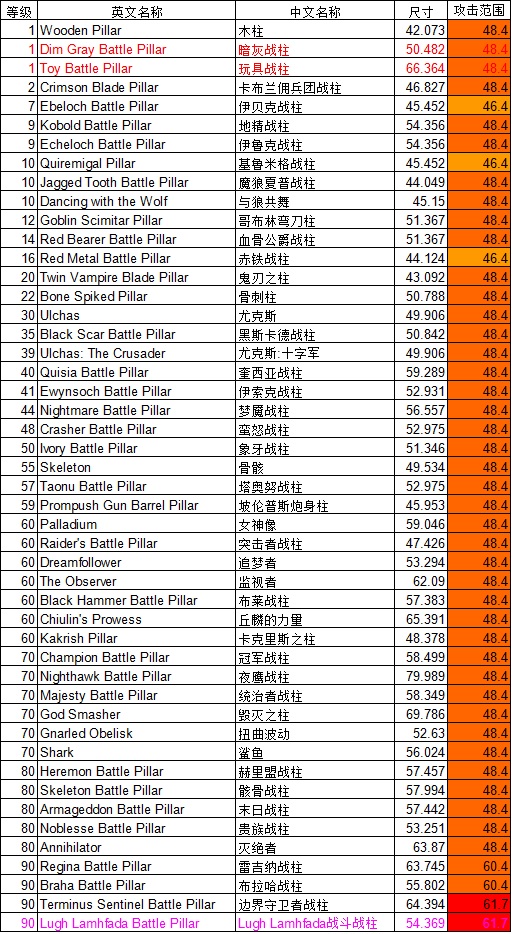 等级 英文名称 中文名称 尺寸 攻击范围
1 Wooden Pillar 木柱 42.073 48.4
1 Dim Gray Battle Pillar 暗灰战柱 50.482 48.4
1 Toy Battle Pillar 玩具战柱 66.364 48.4
2 Crimson Blade Pillar 卡布兰佣兵团战柱 46.827 48.4
7 Ebeloch Battle Pillar 伊贝克战柱 45.452 46.4
9 Kobold Battle Pillar 地精战柱 54.356 48.4
9 Echeloch Battle Pillar 伊鲁克战柱 54.356 48.4
10 Quiremigal Pillar 基鲁米格战柱 45.452 46.4
10 Jagged Tooth Battle Pillar 魔狼夏普战柱 44.049 48.4
10 Dancing with the Wolf 与狼共舞 45.15 48.4
12 Goblin Scimitar Pillar 哥布林弯刀柱 51.367 48.4
14 Red Bearer Battle Pillar 血骨公爵战柱 51.367 48.4
16 Red Metal Battle Pillar 赤铁战柱 44.124 46.4
20 Twin Vampire Blade Pillar 鬼刃之柱 43.092 48.4
22 Bone Spiked Pillar 骨刺柱 50.788 48.4
30 Ulchas 尤克斯 49.906 48.4
35 Black Scar Battle Pillar 黑斯卡德战柱 50.842 48.4
39 Ulchas: The Crusader 尤克斯:十字军 49.906 48.4
40 Quisia Battle Pillar 奎西亚战柱 59.289 48.4
41 Ewynsoch Battle Pillar 伊索克战柱 52.931 48.4
44 Nightmare Battle Pillar 梦魇战柱 56.557 48.4
48 Crasher Battle Pillar 蛮怒战柱 52.975 48.4
50 Ivory Battle Pillar 象牙战柱 51.346 48.4
55 Skeleton 骨骸 49.534 48.4
57 Taonu Battle Pillar 塔奥努战柱 52.975 48.4
59 Prompush Gun Barrel Pillar 坡伦普斯炮身柱 45.953 48.4
60 Palladium 女神像 59.046 48.4
60 Raider's Battle Pillar 突击者战柱 47.426 48.4
60 Dreamfollower 追梦者 53.294 48.4
60 The Observer 监视者 62.09 48.4
60 Black Hammer Battle Pillar 布莱战柱 57.383 48.4
60 Chiulin's Prowess 丘麟的力量 65.391 48.4
60 Kakrish Pillar 卡克里斯之柱 48.378 48.4
70 Champion Battle Pillar 冠军战柱 58.499 48.4
70 Nighthawk Battle Pillar 夜鹰战柱 79.989 48.4
70 Majesty Battle Pillar 统治者战柱 58.349 48.4
70 God Smasher 毁灭之柱 69.786 48.4
70 Gnarled Obelisk 扭曲波动 52.63 48.4
70 Shark 鲨鱼 56.024 48.4
80 Heremon Battle Pillar 赫里盟战柱 57.457 48.4
80 Skeleton Battle Pillar 骸骨战柱 57.994 48.4
80 Armageddon Battle Pillar 末日战柱 57.442 48.4
80 Noblesse Battle Pillar 贵族战柱 53.251 48.4
80 Annihilator 灭绝者 63.87 48.4
90 Regina Battle Pillar 雷吉纳战柱 63.745 60.4
90 Braha Battle Pillar 布拉哈战柱 55.802 60.4
90 Terminus Sentinel Battle Pillar 边界守卫者战柱 64.394 61.7
90 Lugh Lamhfada Battle Pillar Lugh Lamhfada战斗战柱 54.369 61.7